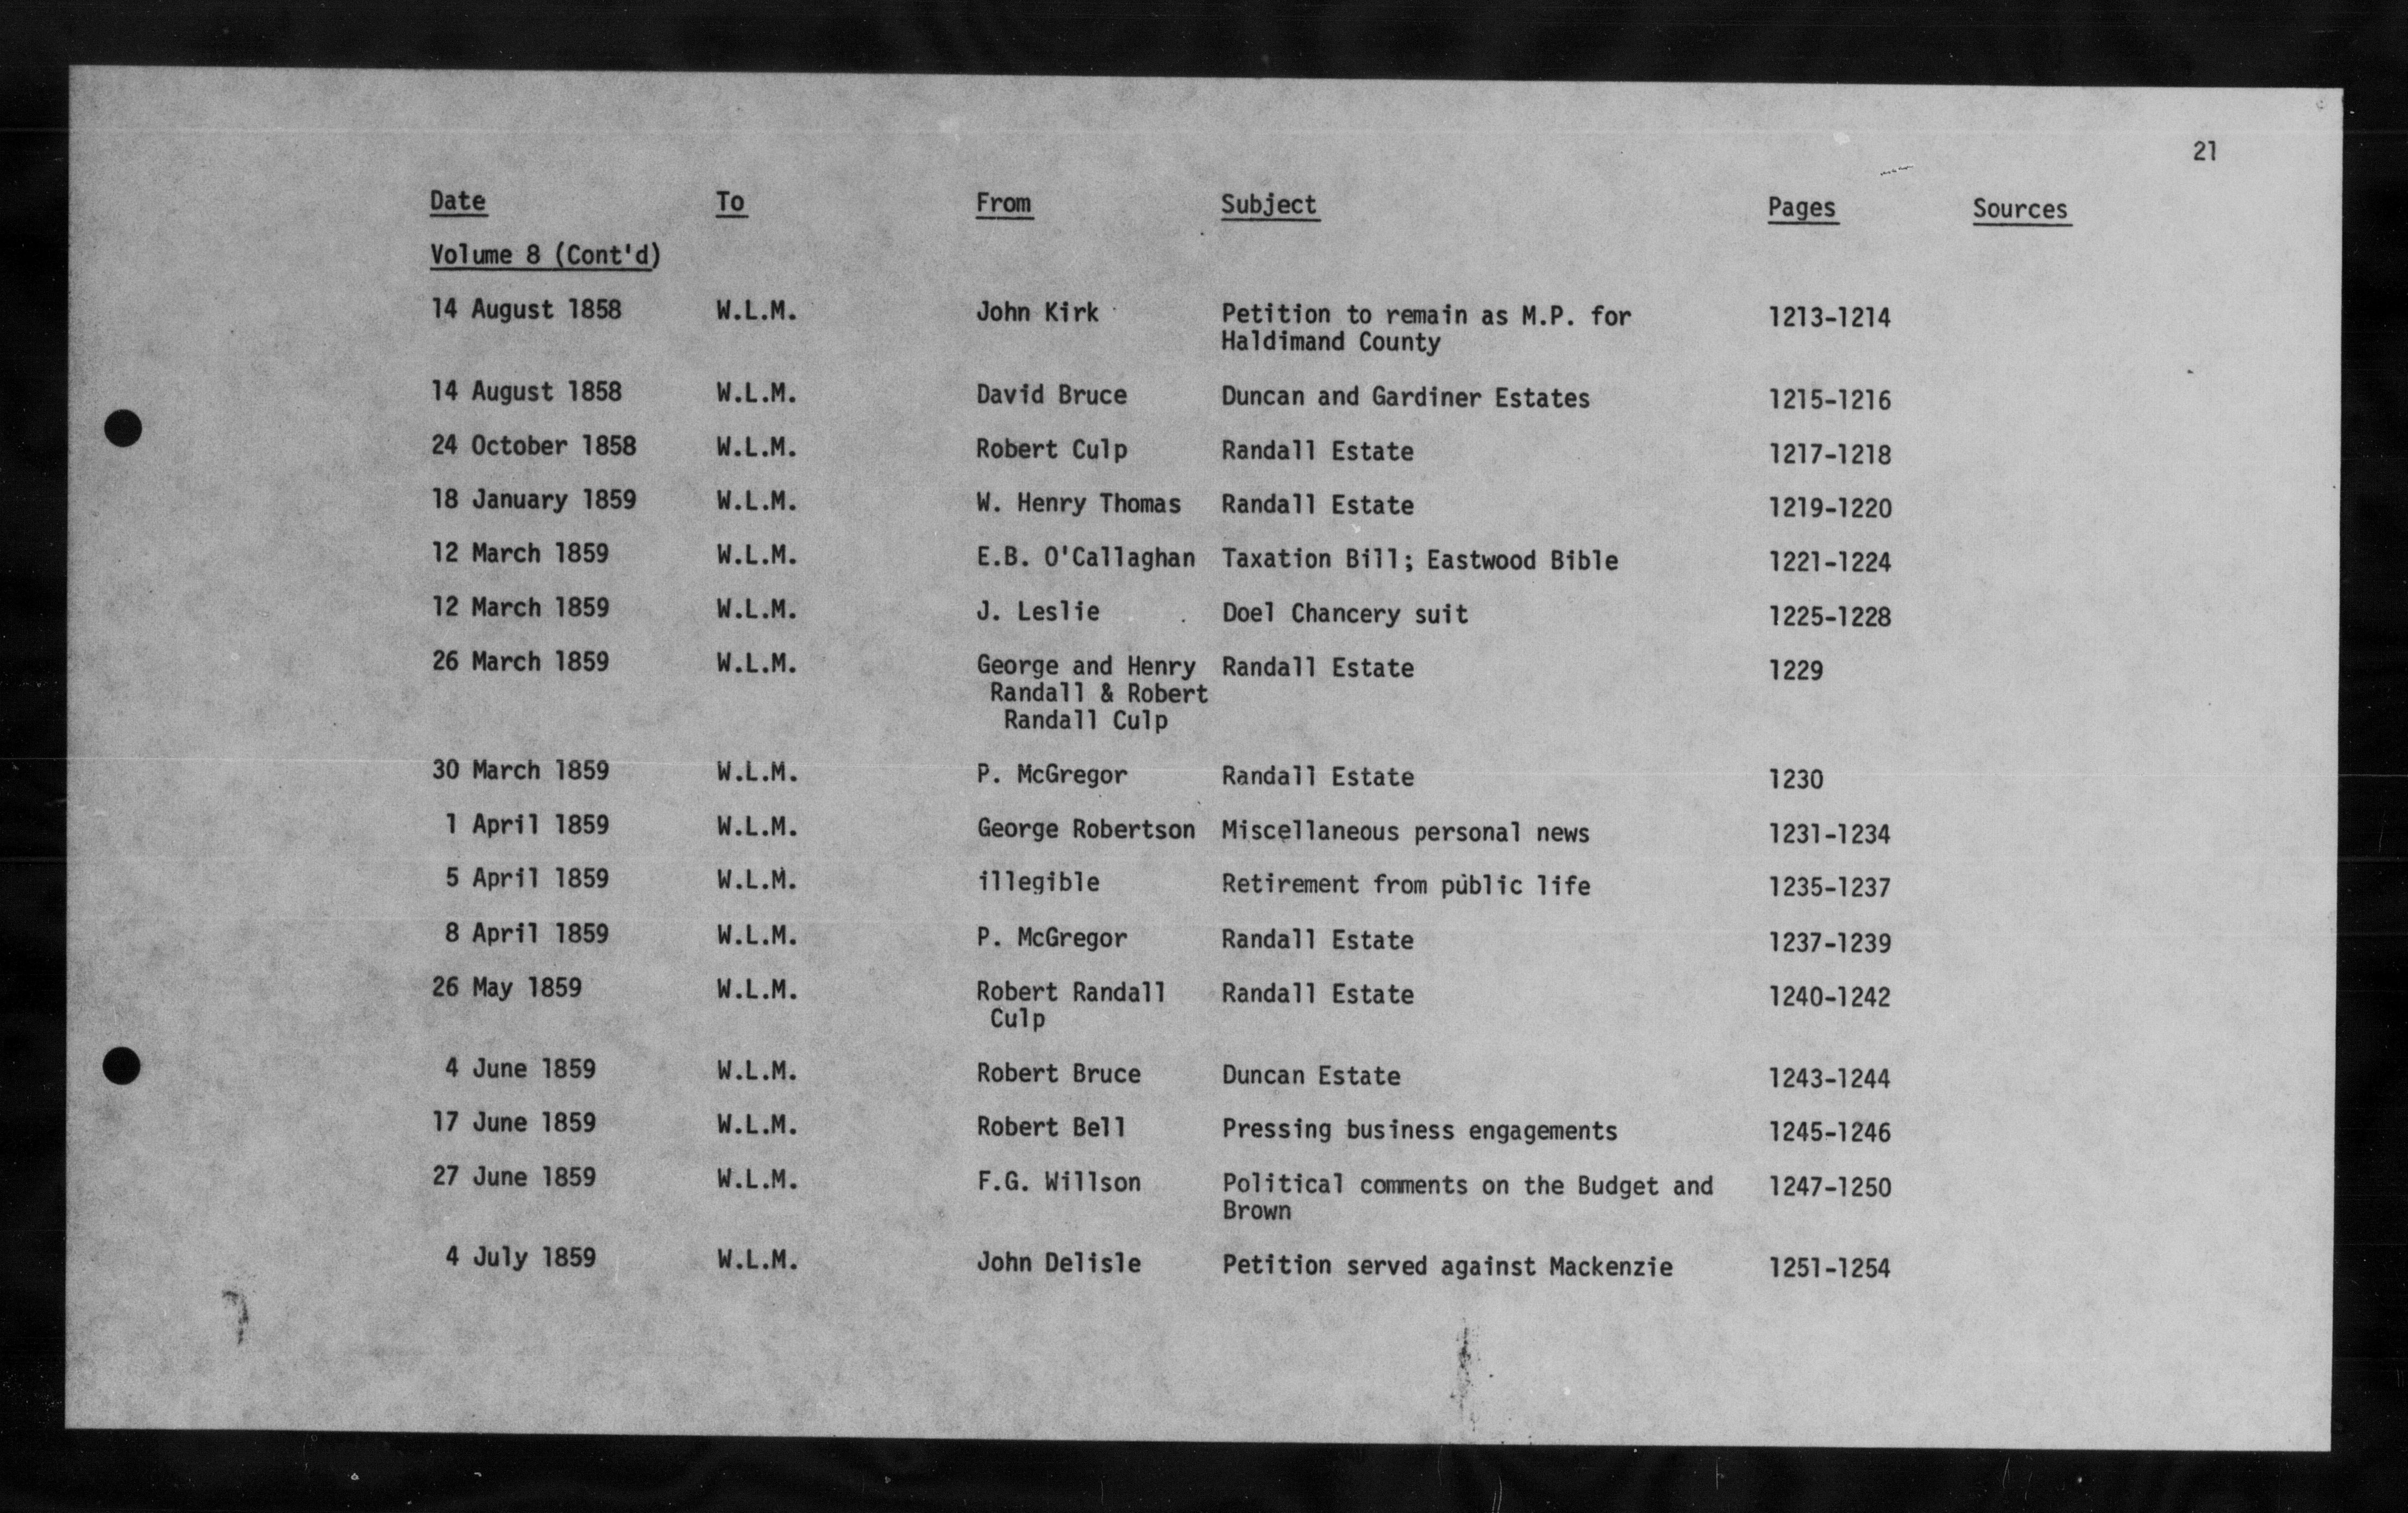 21
Date To From Subject Pages Sources
Volume 8 (Cont'd)
14 August 1858 W.L.M. John Kirk Petition to remain as M.P. for 1213-1214
Haldimand County
14 August 1858 W.L.M. David Bruce Duncan and Gardiner Estates 1215-1216
24 October 1858 W.L.M. Robert Culp Randall Estate 1217-1218
18 January 1859 W.L.M. W. Henry Thomas Randall Estate 1219-1220
12 March 1859 W.L.M. E.B. O'Callaghan Taxation Bill; Eastwood Bible 1221-1224
12 March 1859 W.L.M. J. Leslie Doel Chancery suit 1225-1228
26 March 1859 W.L.M. George and Henry Randall Estate 1229
Randall & Robert
Randall Culp
30 March 1859 W.L.M. P. McGregor Randall Estate 1230
1 April 1859 W.L.M. George Robertson Miscellaneous personal news 1231-1234
5 April 1859 W.L.M. illegible Retirement from public life 1235-1237
8 April 1859 W.L.M. P. McGregor Randall Estate 1237-1239
26 May 1859 W.L.M. Robert Randall Randall Estate 1240-1242
Culp
4 June 1859 W.L.M. Robert Bruce Duncan Estate 1243-1244
17 June 1859 W.L.M. Robert Bell Pressing business engagements 1245-1246
27 June 1859 W.L.M. F.G. Willson Political comments on the Budget and 1247-1250
Brown
4 July 1859 W.L.M. John Delisle Petition served against Mackenzie 1251-1254